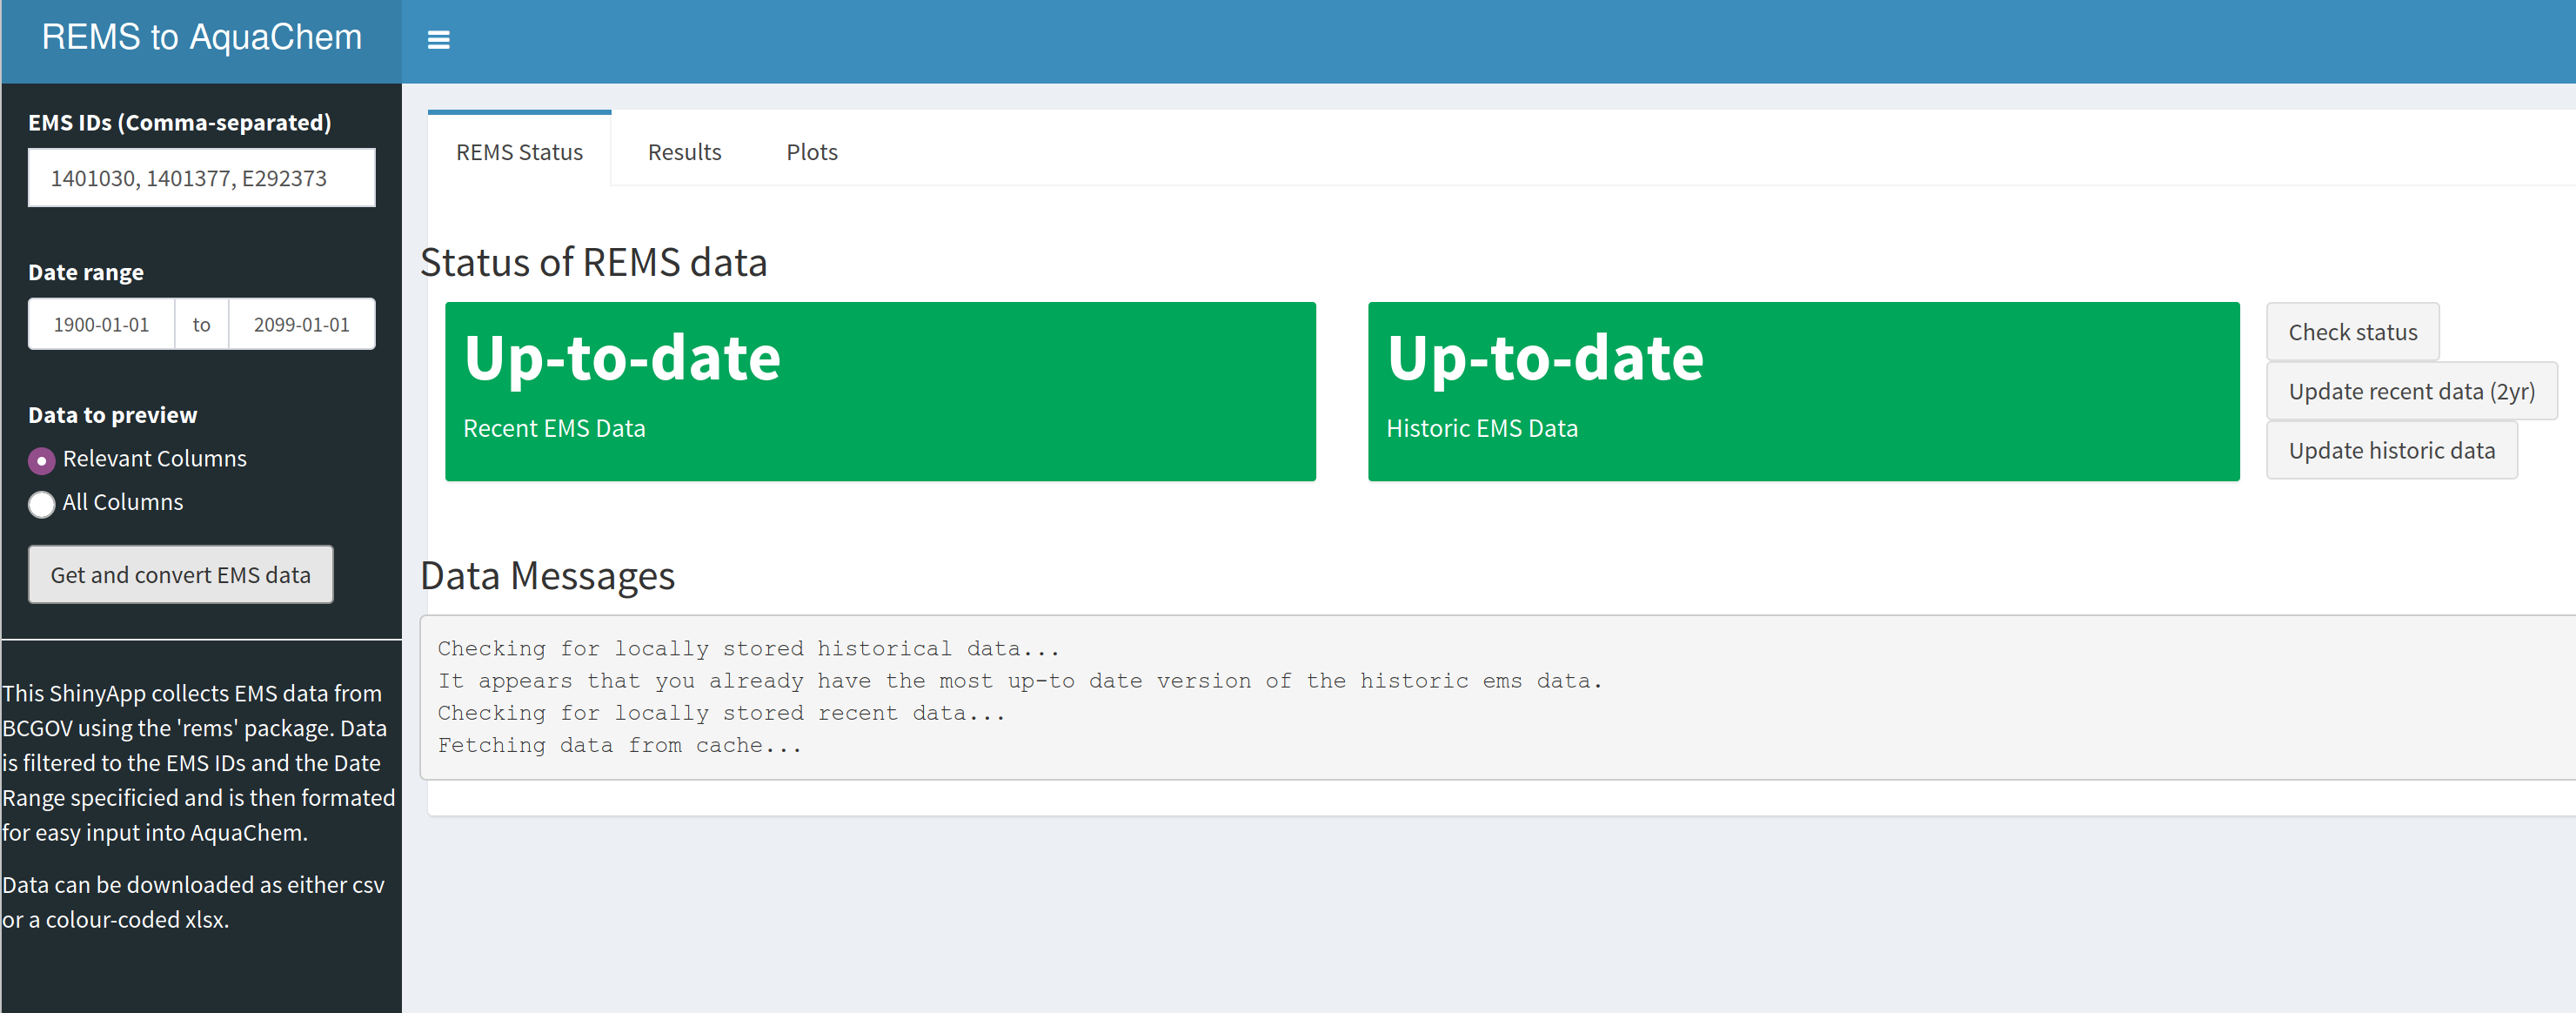 REMS to AquaChem
EMS IDs (Comma-separated)
1401030, 1401377, E292373
Date range
1900-01-01 to 2099-01-01
Data to preview
Relevant Columns
All Columns
Get and convert EMS data
This ShinyApp collects EMS data from
BCGOV using the 'rems' package. Data
is filtered to the EMS IDs and the Date
Range specificied and is then formated
for easy input into AquaChem.
Data can be downloaded as either csv
or a colour-coded xlsx.
REMS Status Results Plots
Status of REMS data
Up-to-date
Recent EMS Data
Up-to-date
Historic EMS Data
Check status
Update recent data (2yr)
Update historic data
Data Messages
Checking for locally stored historical data...
It appears that you already have the most up-to date version of the historic ems data.
Checking for locally stored recent data...
Fetching data from cache...